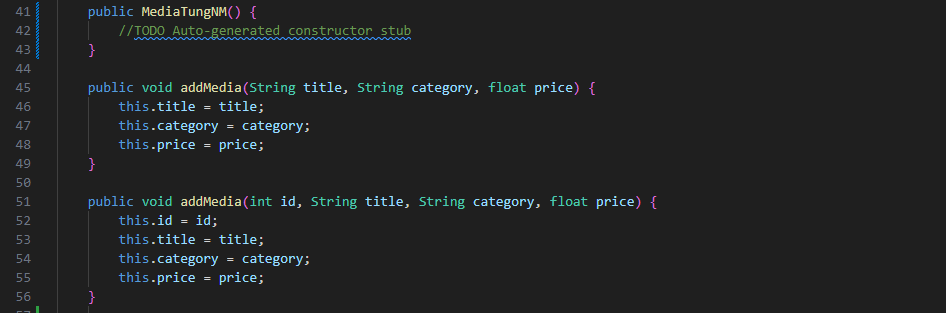 41 public MediaTungNM() {
42 //TODO Auto-generated constructor stub
43 }
44
45 public void addMedia(String title, String category, float price) {
46 this.title = title;
47 this.category = category;
48 this.price = price;
49 }
50
51 public void addMedia(int id, String title, String category, float price) {
52 this.id = id;
53 this.title = title;
54 this.category = category;
55 this.price = price;
56 }